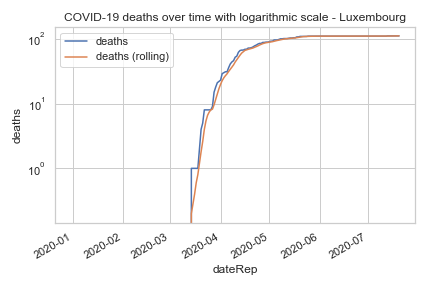 COVID-19 deaths over time with logarithmic scale - Luxembourg
deaths
deaths (rolling)
10²
10¹
10⁰
deaths
2020-01
2020-02
2020-03
2020-04
2020-05
2020-06
2020-07
dateRep